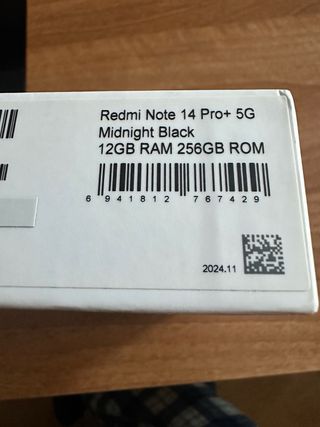 Redmi Note 14 Pro+ 5G
Midnight Black
12GB RAM 256GB ROM
6 941812 767429
2024.11